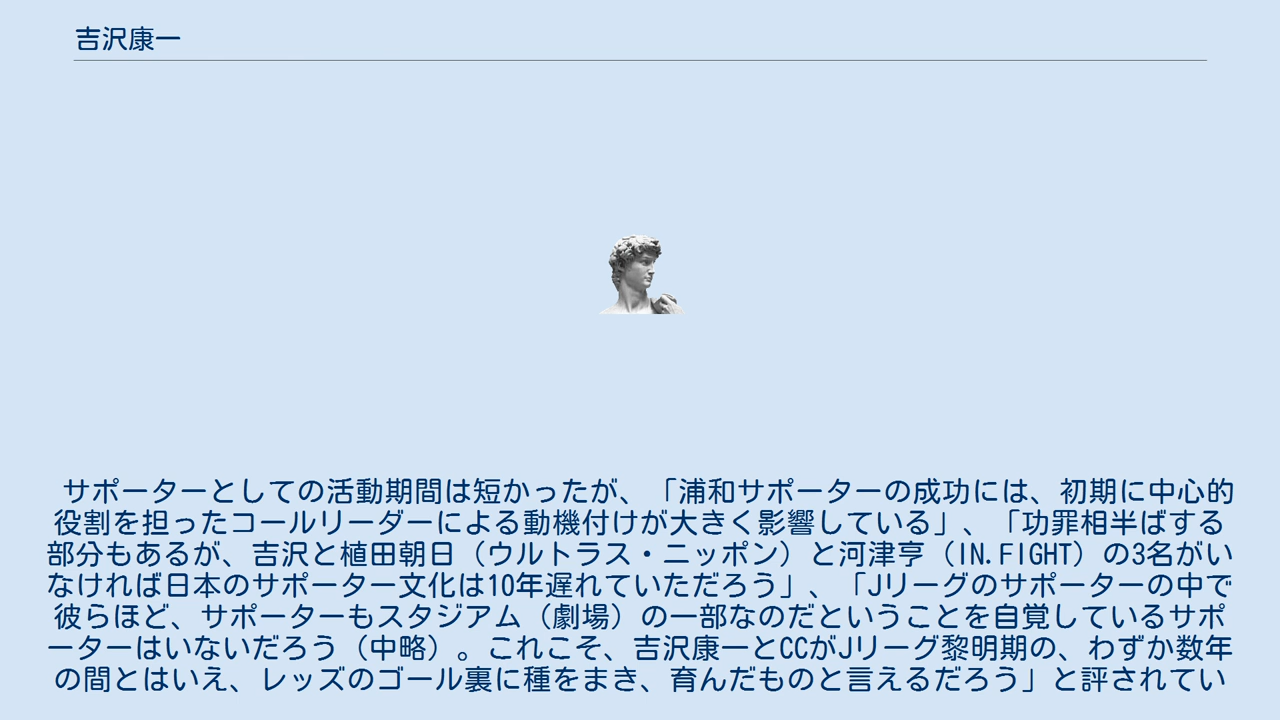 吉沢康一
サポーターとしての活動期間は短かったが、「浦和サポーターの成功には、初期に中心的
役割を担ったコールリーダーによる動機付けが大きく影響している」、「功罪相半ばする
部分もあるが、吉沢と植田朝日（ウルトラス・ニッポン）と河津亨（IN.FIGHT）の3名がい
なければ日本のサポーター文化は10年遅れていただろう」、「Jリーグのサポーターの中で
彼らほど、サポーターもスタジアム（劇場）の一部なのだということを自覚しているサポ
ーターはいないだろう（中略）。これこそ、吉沢康一とCCがJリーグ黎明期の、わずか数年
の間とはいえ、レッズのゴール裏に種をまき、育んだものと言えるだろう」と評されてい